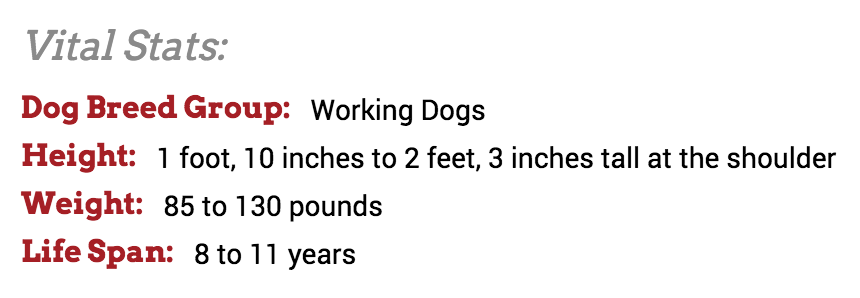 Vital Stats:
Dog Breed Group: Working Dogs
Height: 1 foot, 10 inches to 2 feet, 3 inches tall at the shoulder
Weight: 85 to 130 pounds
Life Span: 8 to 11 years